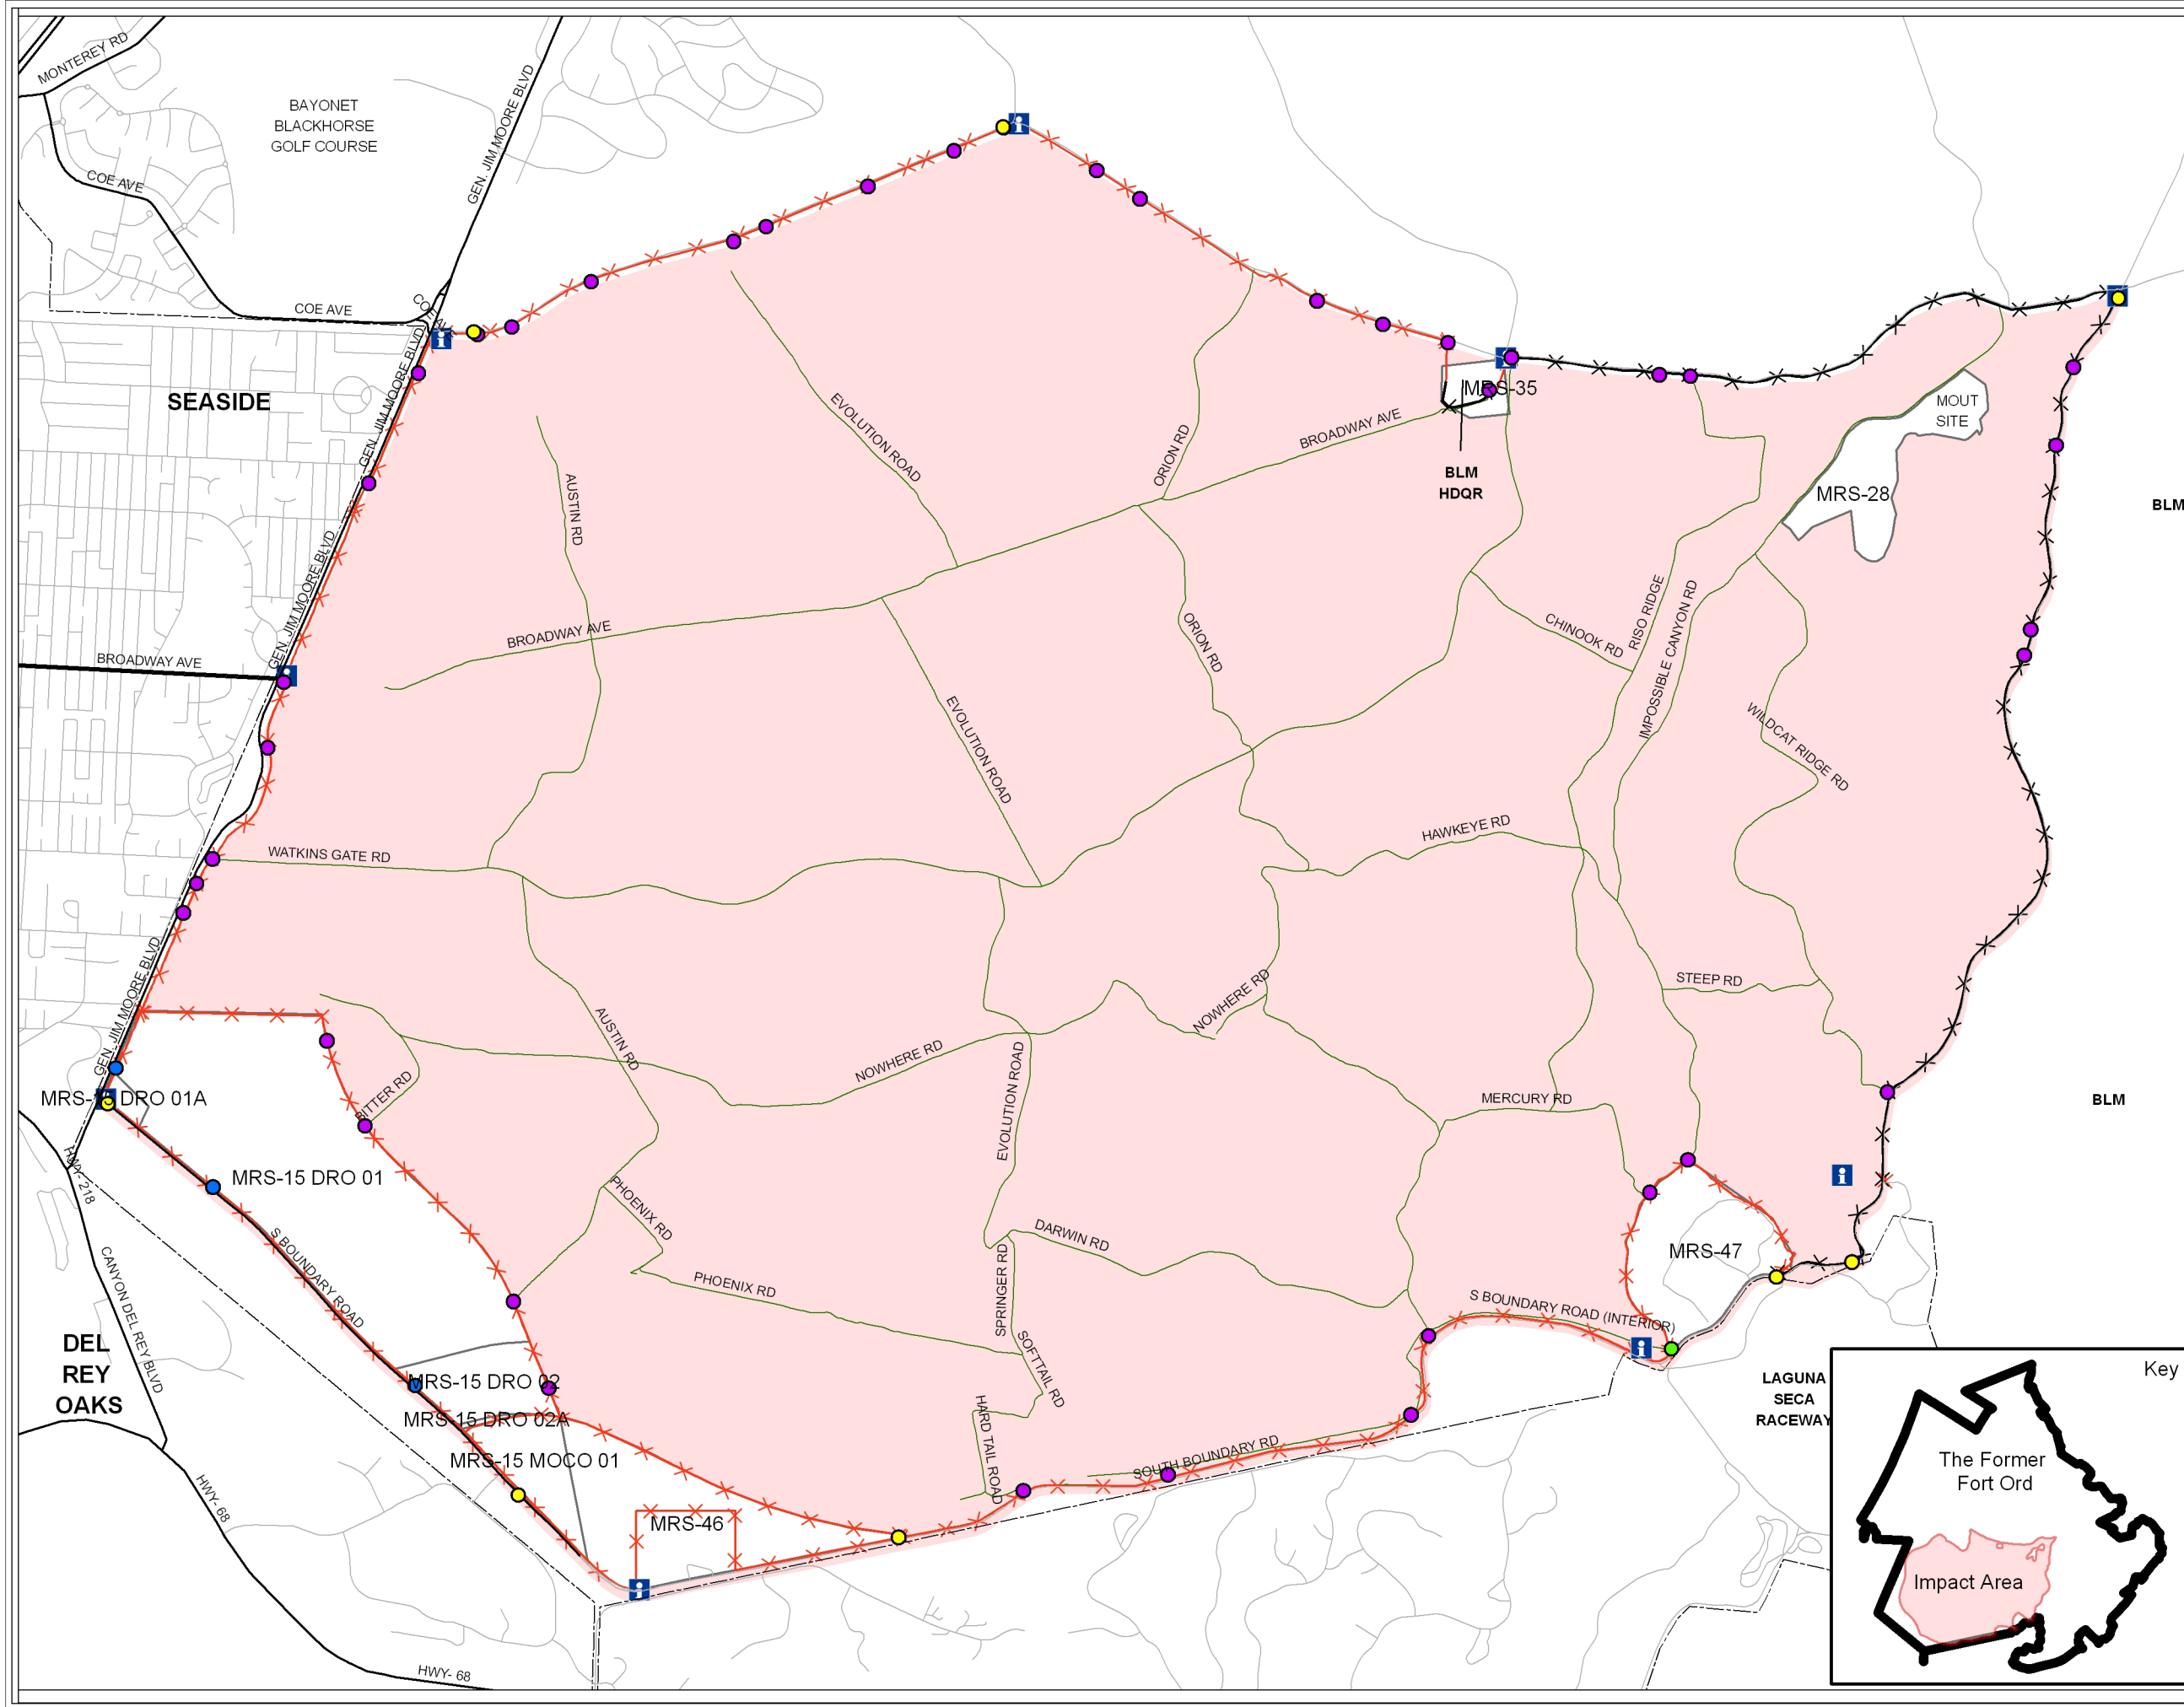 MONTEREY RD
BAYONET
BLACKHORSE
GOLF COURSE
GEN. JIM MOORE BLVD
COE AVE
COE AVE
SEASIDE
GEN. JIM MOORE BLVD
EVOLUTION ROAD
ORION RD
BROADWAY AVE
MRS-35
BLM
HDQR
MOUT
SITE
MRS-28
BLM
AUSTIN RD
GEN. JIM MOORE BLVD
BROADWAY AVE
BROADWAY AVE
ORION RD
CHINOOK RD
RISO RIDGE
IMPOSSIBLE CANYON RD
WILDCAT RIDGE RD
EVOLUTION ROAD
WATKINS GATE RD
HAWKEYE RD
GEN. JIM MOORE BLVD
STEEP RD
NOWHERE RD
AUSTIN RD
NOWHERE RD
EVOLUTION ROAD
RITTER RD
MERCURY RD
BLM
MRS-15 DRO 01A
MRS-15 DRO 01
HWY- 218
PHOENIX RD
DARWIN RD
MRS-47
S BOUNDARY ROAD
CANYON DEL REY BLVD
PHOENIX RD
SPRINGER RD
S BOUNDARY ROAD (INTERIOR)
DEL
REY
OAKS
SOFTTAIL RD
MRS-15 DRO 02
MRS-15 DRO 02A
MRS-15 MOCO 01
HARD TAIL ROAD
SOUTH BOUNDARY RD
LAGUNA
SECA
RACEWAY
MRS-46
HWY- 68
HWY- 68
Key
The Former
Fort Ord
Impact Area